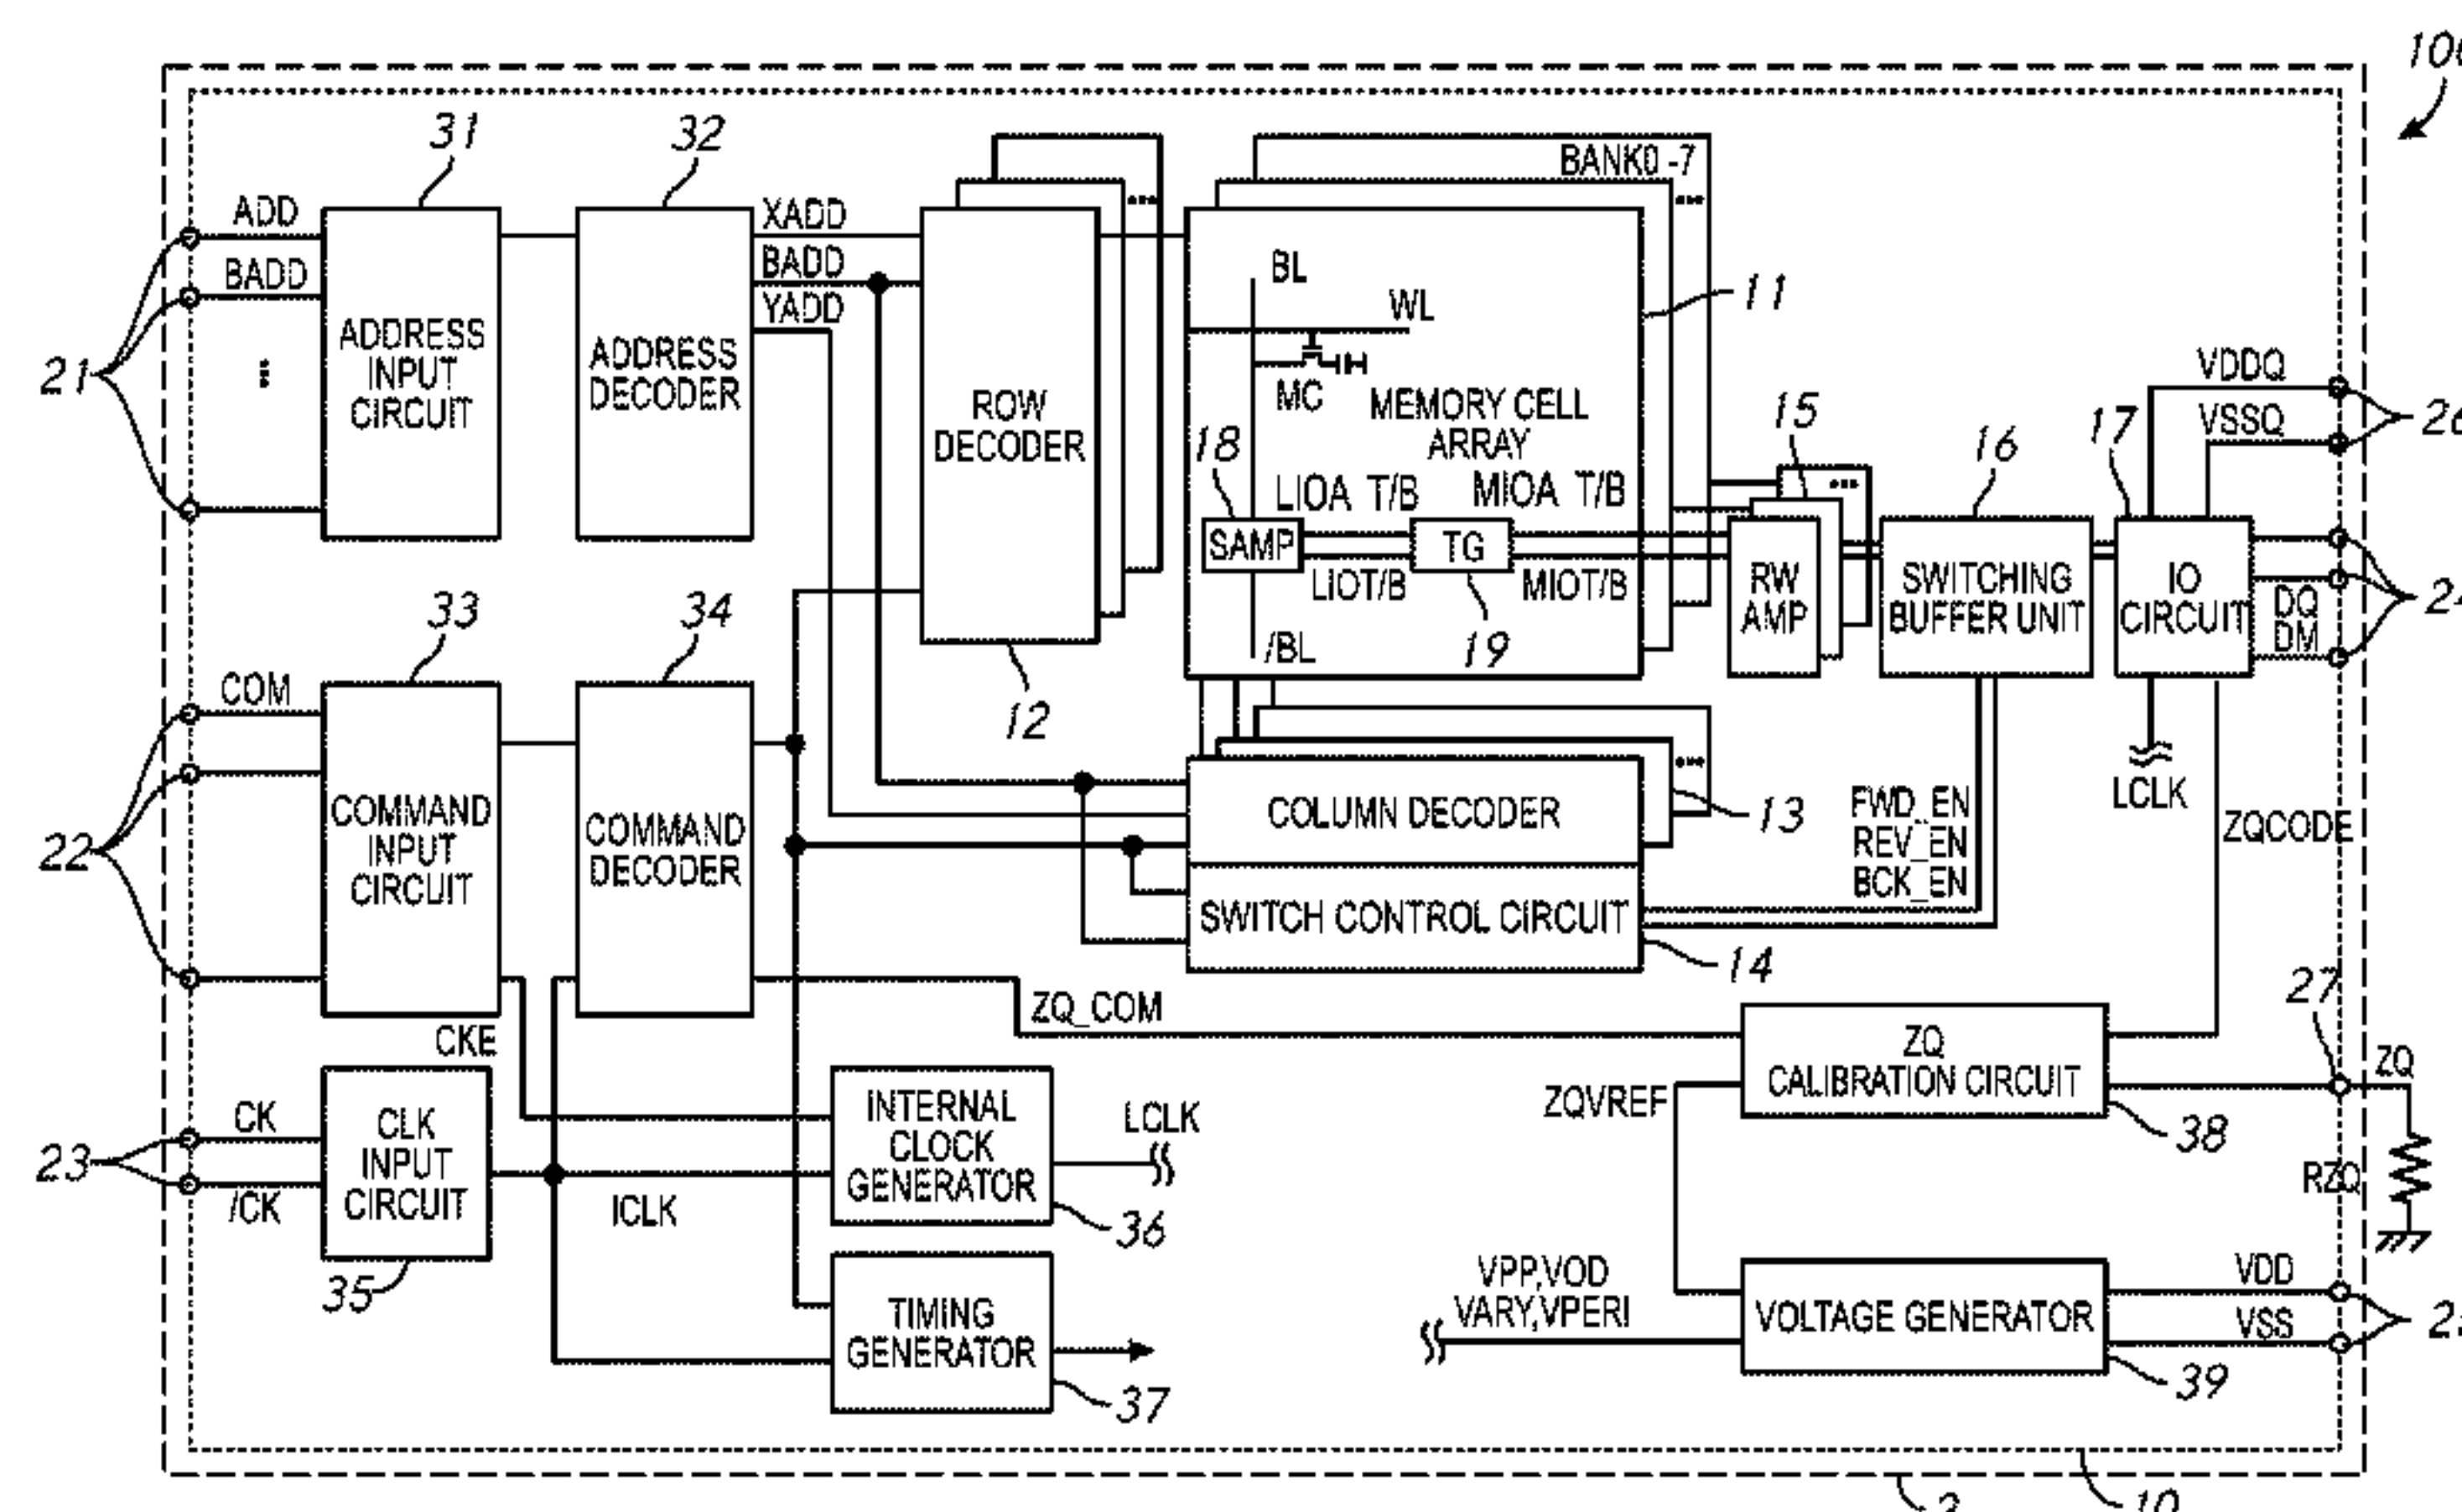 100
31
32
BANK0 -7
...
...
ADD
XADD
BADD
BADD
YADD
BL
11
WL
ADDRESS
INPUT
CIRCUIT
ADDRESS
DECODER
ROW
DECODER
MC
MEMORY CELL
ARRAY
21
...
VDDQ
VSSQ
15
16
17
18
LIOA T/B
MIOA T/B
...
SAMP
TG
LIOT/B
MIOT/B
19
/BL
RW
AMP
SWITCHING
BUFFER UNIT
IO
CIRCUIT
DQ
DM
33
34
12
COM
22
COMMAND
INPUT
CIRCUIT
COMMAND
DECODER
...
COLUMN DECODER
13
SWITCH CONTROL CIRCUIT
14
FWD_EN
REV_EN
BCK_EN
LCLK
ZQCODE
27
CKE
ZQ_COM
ZQ
CALIBRATION CIRCUIT
38
ZQ
RZQ
ZQVREF
CK
23
/CK
CLK
INPUT
CIRCUIT
35
ICLK
INTERNAL
CLOCK
GENERATOR
LCLK
36
TIMING
GENERATOR
37
VPP,VOD
VARY,VPERI
VOLTAGE GENERATOR
VDD
VSS
39
10